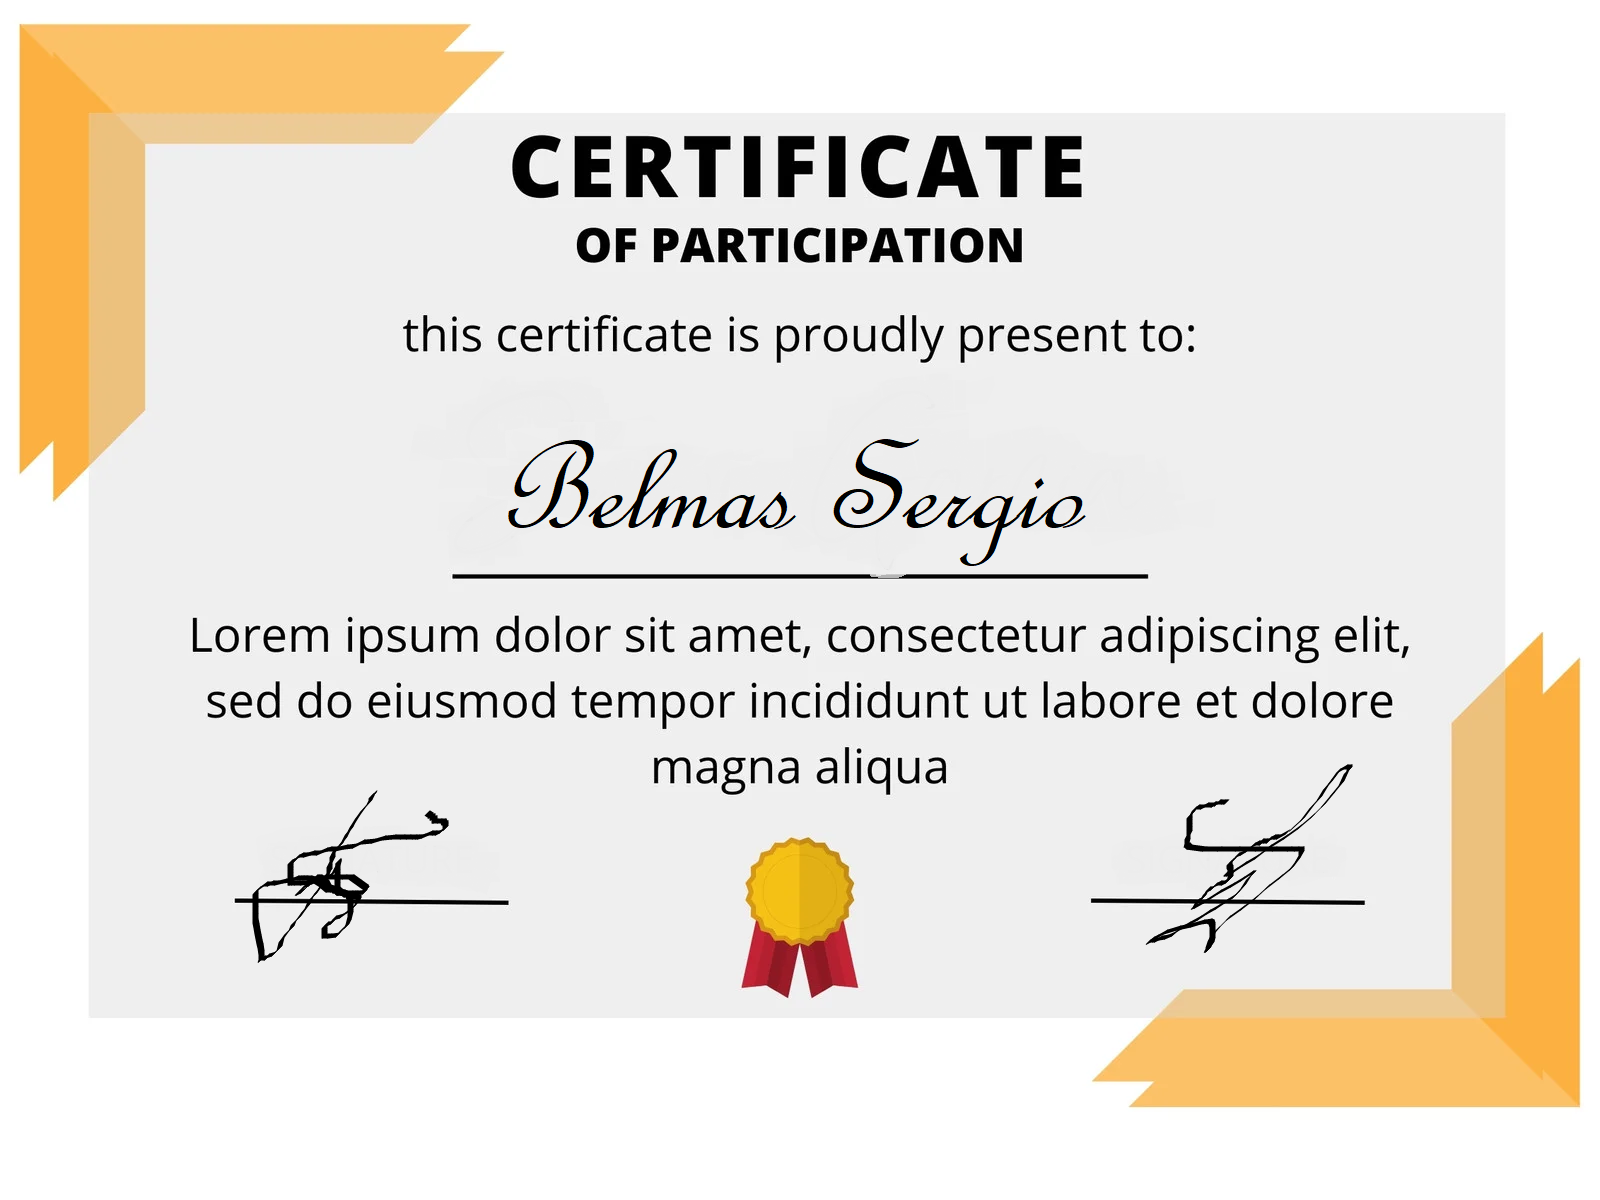 CERTIFICATE
OF PARTICIPATION
this certificate is proudly present to:
Belmas Sergio
Lorem ipsum dolor sit amet, consectetur adipiscing elit,
sed do eiusmod tempor incididunt ut labore et dolore
magna aliqua